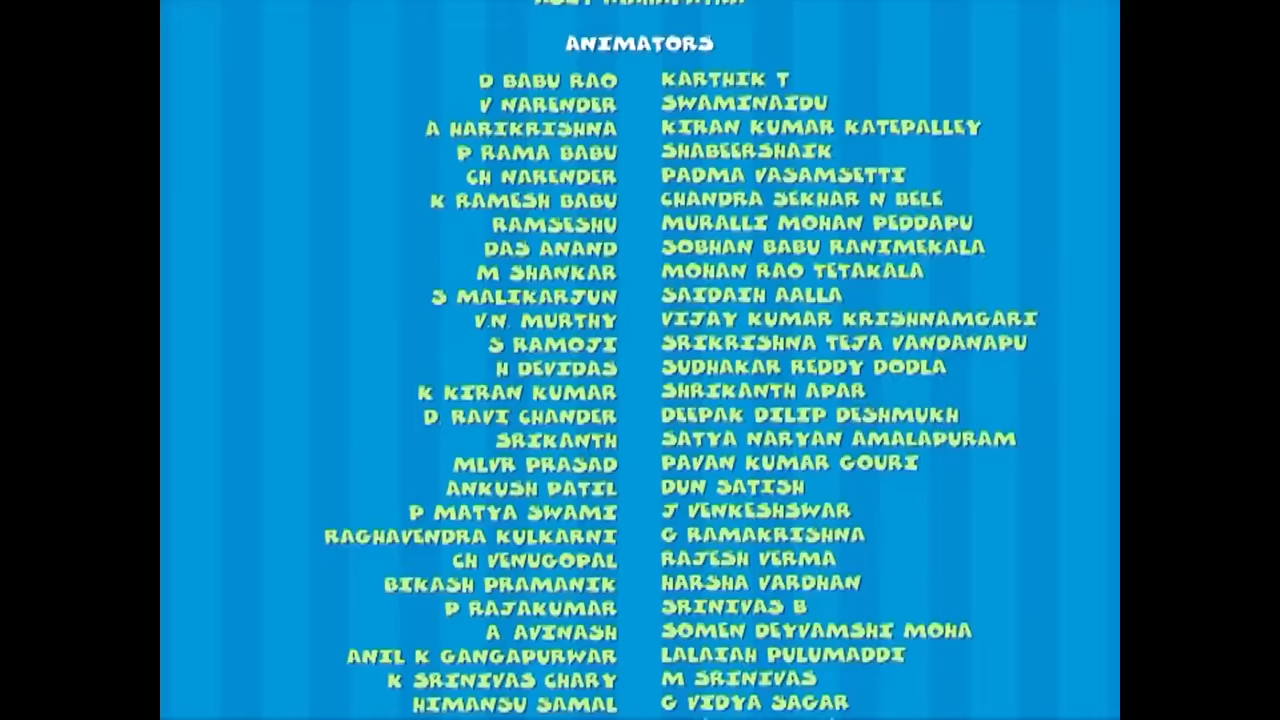 ANIMATORS
D BABU RAO KARTHIK T
V NARENDER SWAMINAIDU
A HARIKRISHNA KIRAN KUMAR KATEPALLEY
P RAMA BABU SHABEERSHAIK
CH NARENDER PADMA VASAMSETTI
K RAMESH BABU CHANDRA SEKHAR N BELE
RAMSESHU MURALLI MOHAN PEDDAPU
DAS ANAND SOBHAN BABU RANIMEKALA
M SHANKAR MOHAN RAO TETAKALA
S MALIKARJUN SAIDAIH AALLA
V.N. MURTHY VIJAY KUMAR KRISHNAMGARI
S RAMOJI SRIKRISHNA TEJA VANDANAPU
H DEVIDAS SUDHAKAR REDDY DODLA
K KIRAN KUMAR SHRIKANTH APAR
D. RAVI CHANDER DEEPAK DILIP DESHMUKH
SRIKANTH SATYA NARYAN AMALAPURAM
MLVR PRASAD PAVAN KUMAR GOURI
ANKUSH PATIL DUN SATISH
P MATYA SWAMI J VENKESHSWAR
RAGHAVENDRA KULKARNI G RAMAKRISHNA
CH VENUGOPAL RAJESH VERMA
BIKASH PRAMANIK HARSHA VARDHAN
P RAJAKUMAR SRINIVAS B
A AVINASH SOMEN DEYVAMSHI MOHA
ANIL K GANGAPURWAR LALAIAH PULUMADDI
K SRINIVAS CHARY M SRINIVAS
HIMANSU SAMAL G VIDYA SAGAR